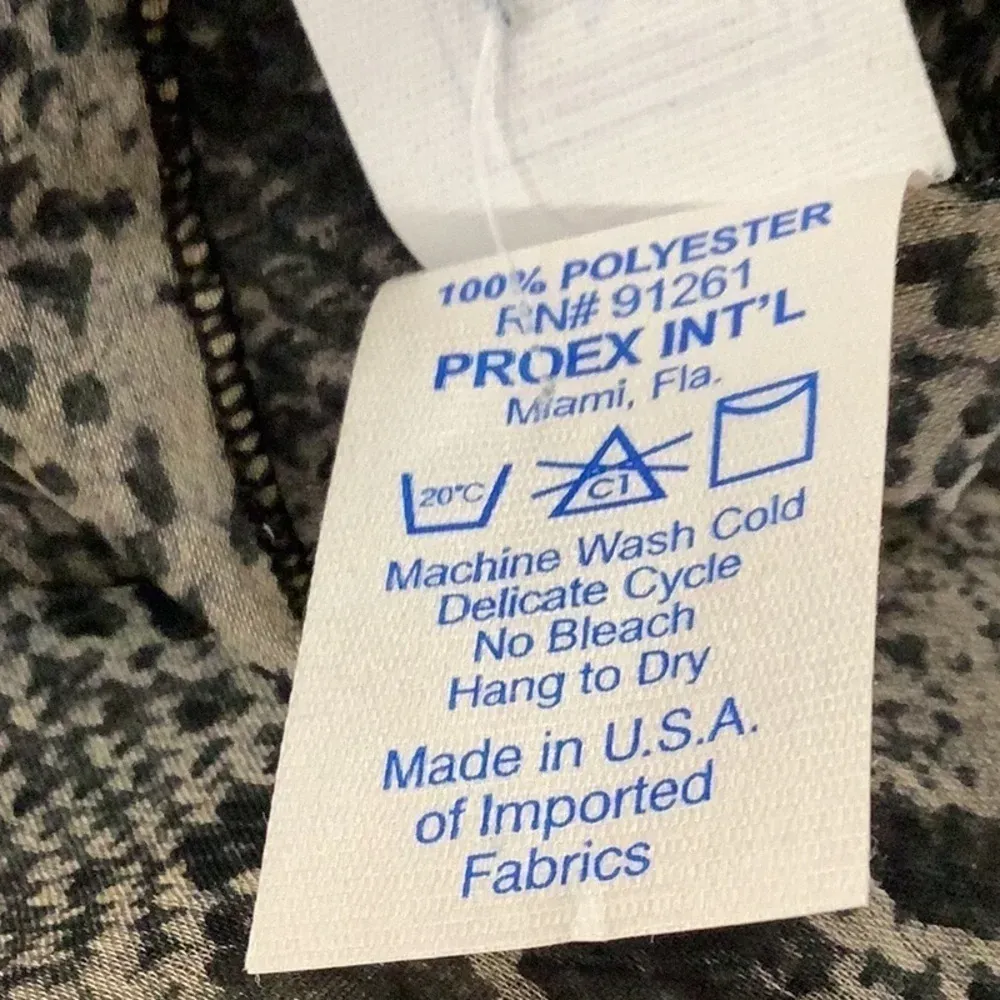 100% POLYESTER
RN# 91261
PROEX INT'L
Miami, Fla.
20°C C1
Machine Wash Cold
Delicate Cycle
No Bleach
Hang to Dry
Made in U.S.A.
of Imported
Fabrics